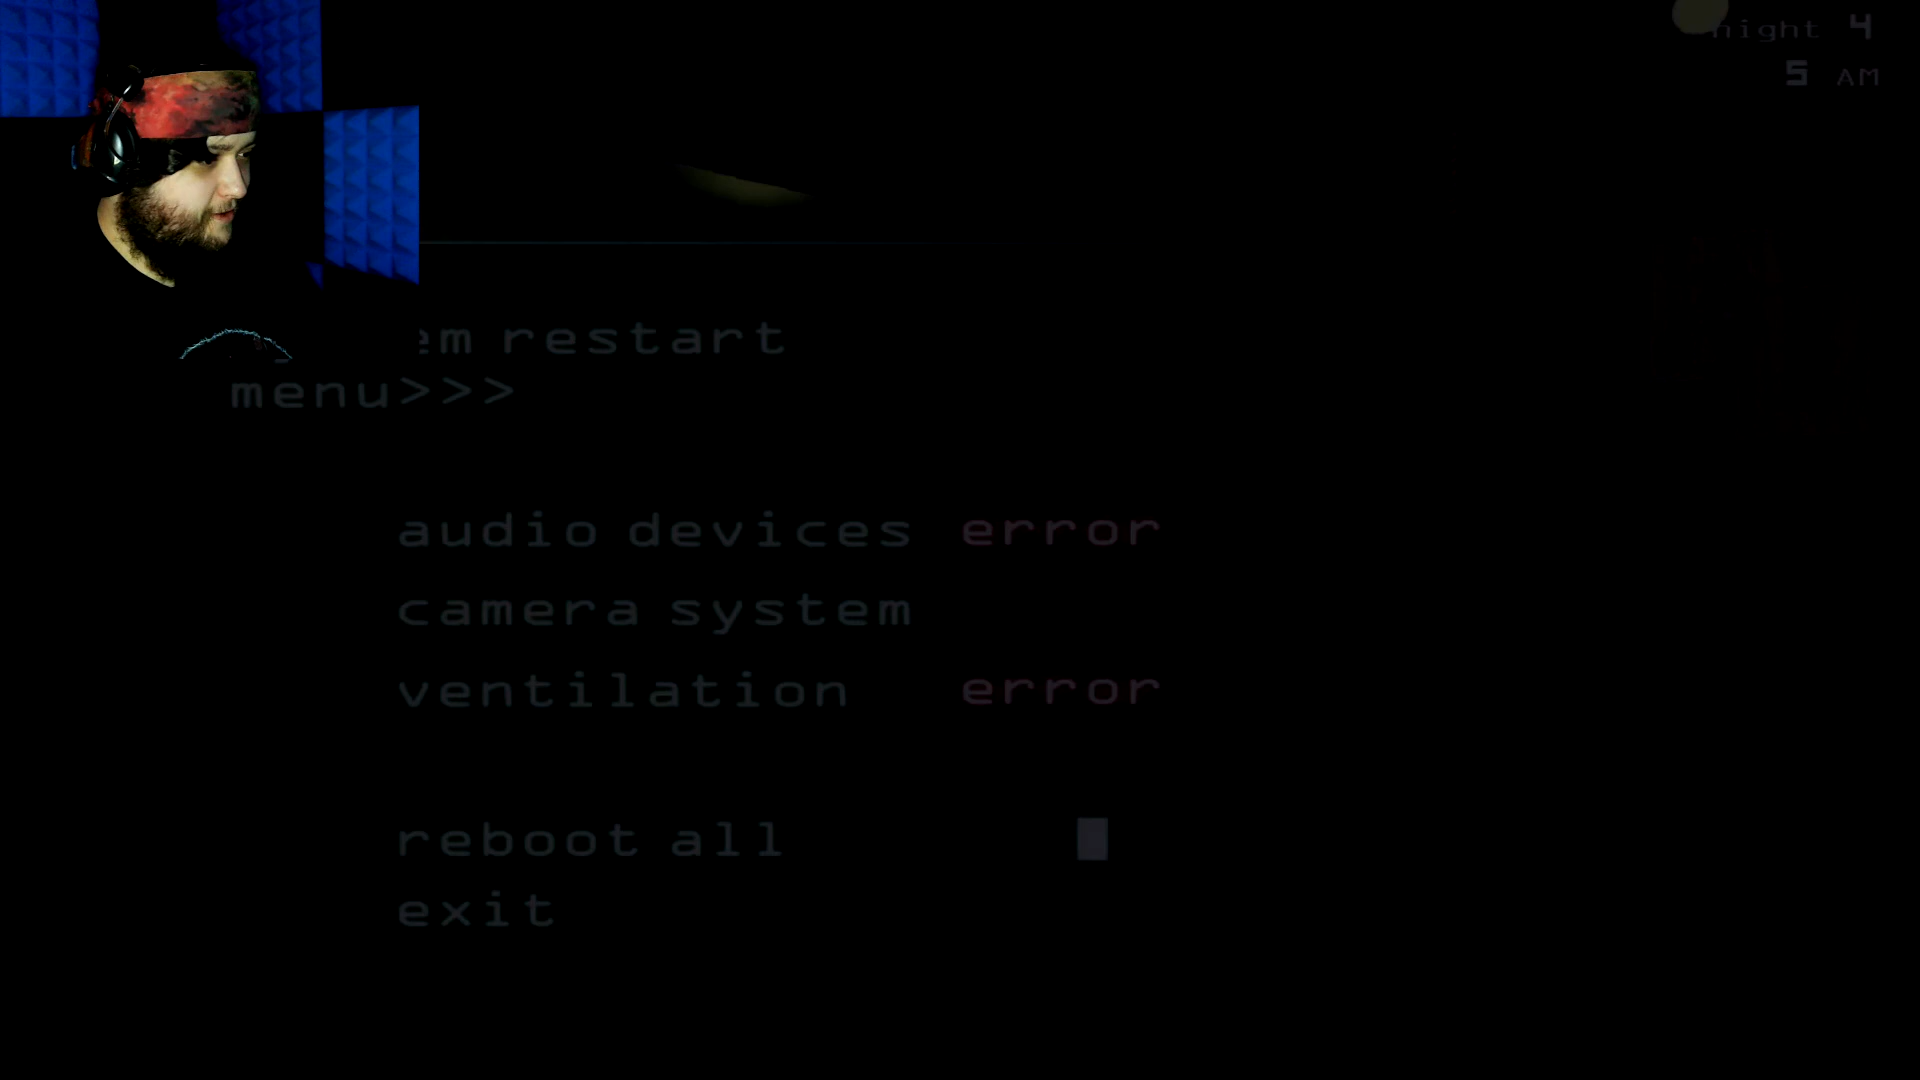 night 4
5 AM
em restart
menu>>>
audio devices error
camera system
ventilation error
reboot all
exit